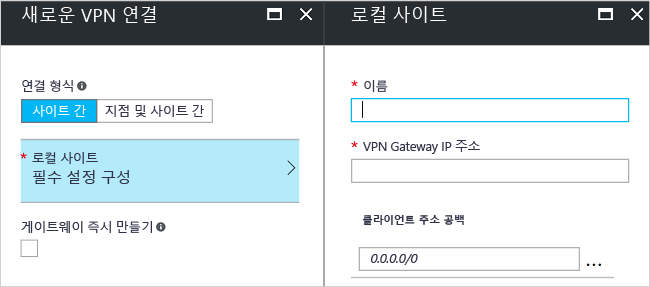 새로운 VPN 연결
연결 형식
사이트 간 지점 및 사이트 간
* 로컬 사이트
필수 설정 구성
게이트웨이 즉시 만들기
로컬 사이트
* 이름
* VPN Gateway IP 주소
클라이언트 주소 공백
0.0.0.0/0 ...